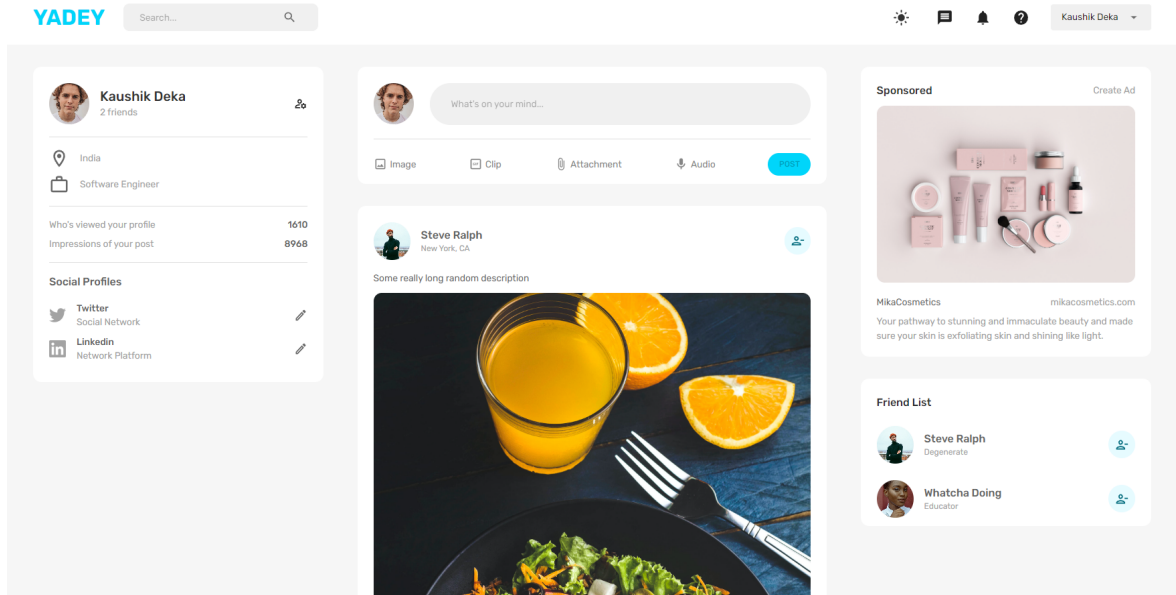 YADEY
Search...
Kaushik Deka
Kaushik Deka
2 friends
India
Software Engineer
Who's viewed your profile 1610
Impressions of your post 8968
Social Profiles
Twitter
Social Network
Linkedin
Network Platform
What's on your mind...
Image Clip Attachment Audio POST
Steve Ralph
New York, CA
Some really long random description
Sponsored Create Ad
MikaCosmetics mikacosmetics.com
Your pathway to stunning and immaculate beauty and made
sure your skin is exfoliating skin and shining like light.
Friend List
Steve Ralph
Degenerate
Whatcha Doing
Educator